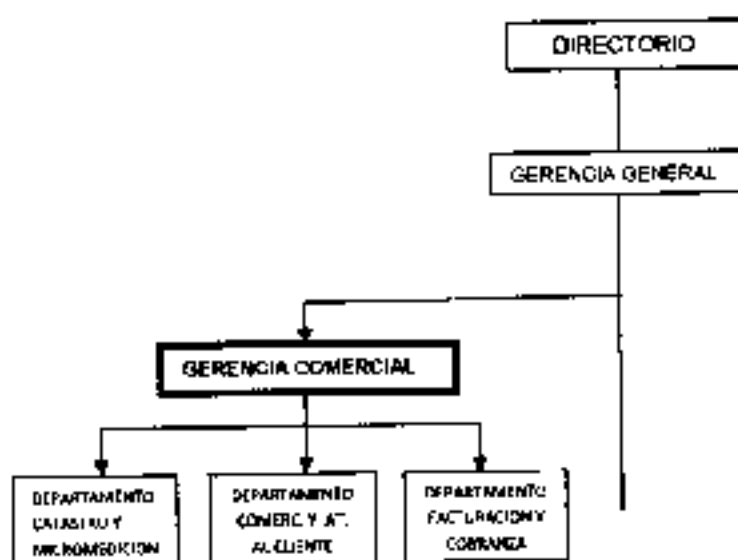 DIRECTORIO
GERENCIA GENERAL
GERENCIA COMERCIAL
DEPARTAMENTO
CATASTRO Y
MICROMEDICION
DEPARTAMENTO
COMERC. Y AT.
AL CLIENTE
DEPARTAMENTO
FACTURACION Y
COBRANZA